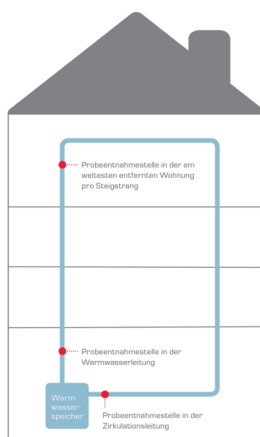 Probeentnahmestelle in der am
weitesten entfernten Wohnung
pro Steigstrang
Probeentnahmestelle in der
Warmwasserleitung
Warm-
wasser-
speicher
Probeentnahmestelle in der
Zirkulationsleitung